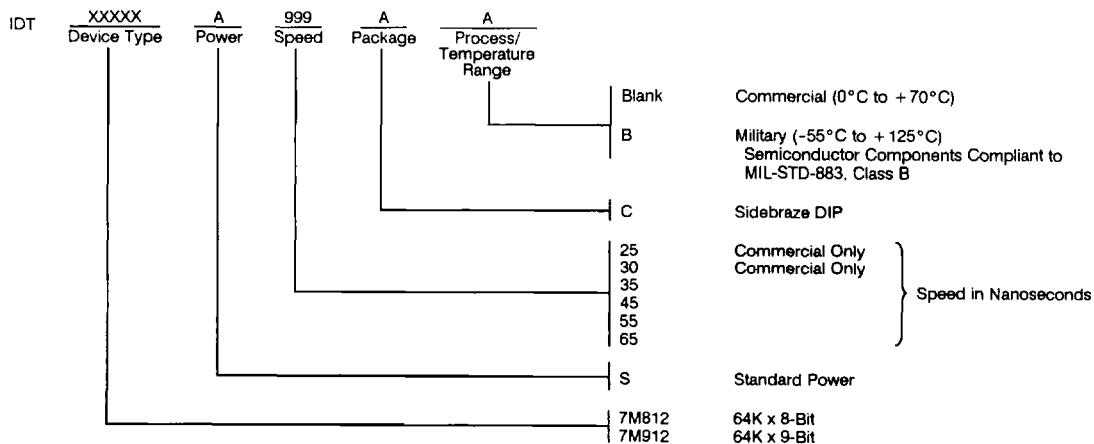 IDT XXXXX A 999 A A
Device Type Power Speed Package Process/
Temperature
Range
Blank Commercial (0°C to +70°C)
B Military (-55°C to +125°C)
Semiconductor Components Compliant to
MIL-STD-883, Class B
C Sidebraze DIP
25 Commercial Only
30 Commercial Only
35
45
55
65
Speed in Nanoseconds
S Standard Power
7M812 64K x 8-Bit
7M912 64K x 9-Bit